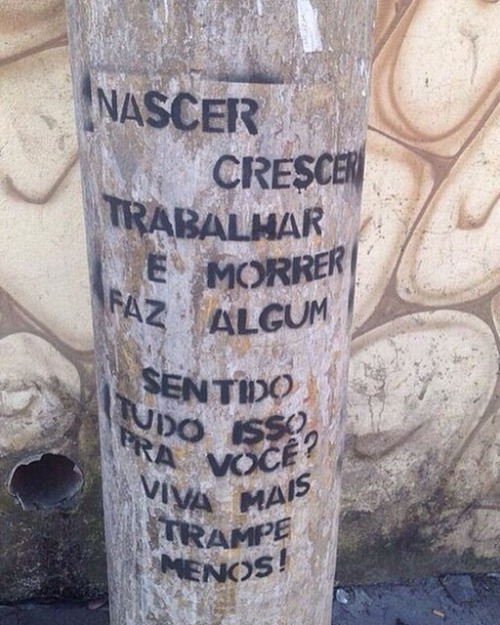 NASCER
CRESCER
TRABALHAR
E MORRER
FAZ ALGUM
SENTIDO
TUDO ISSO
PRA VOCÊ?
VIVA MAIS
TRAMPE
MENOS!